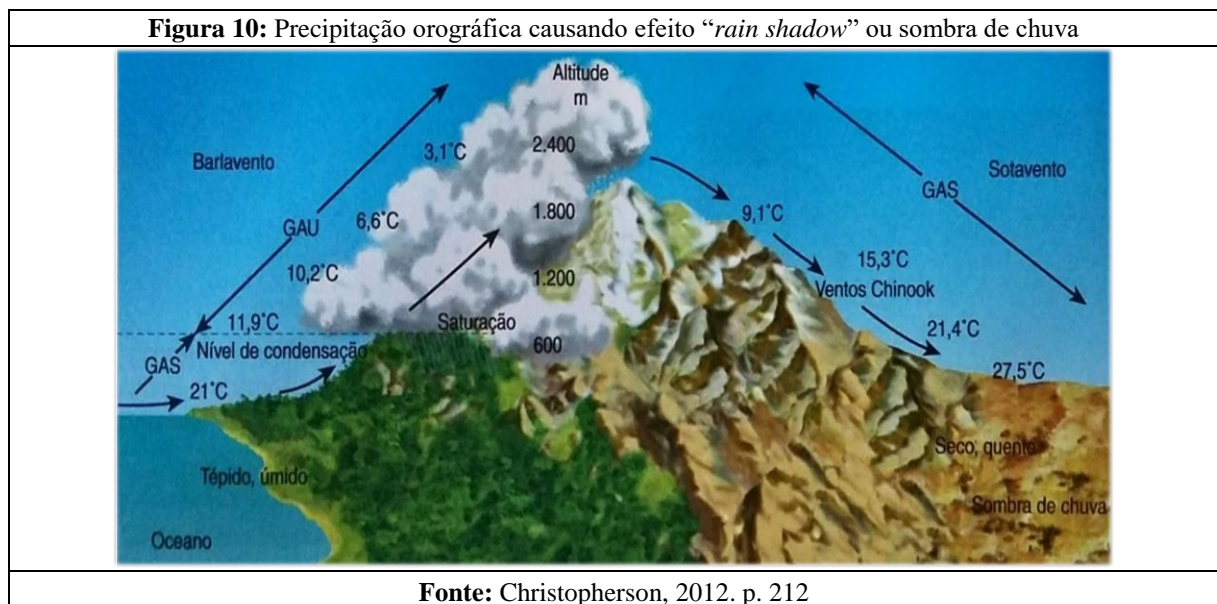 Figura 10: Precipitação orográfica causando efeito “rain shadow” ou sombra de chuva
Altitude
m
Barlavento
3,1°C
2.400
Sotavento
GAS
GAU
6,6°C
1.800
9,1°C
10,2°C
1.200
15,3°C
Ventos Chinook
11,9°C
Saturação
21,4°C
Nível de condensação
600
GAS
21°C
27,5°C
Tépido, úmido
Seco, quente
Sombra de chuva
Oceano
Fonte: Christopherson, 2012. p. 212